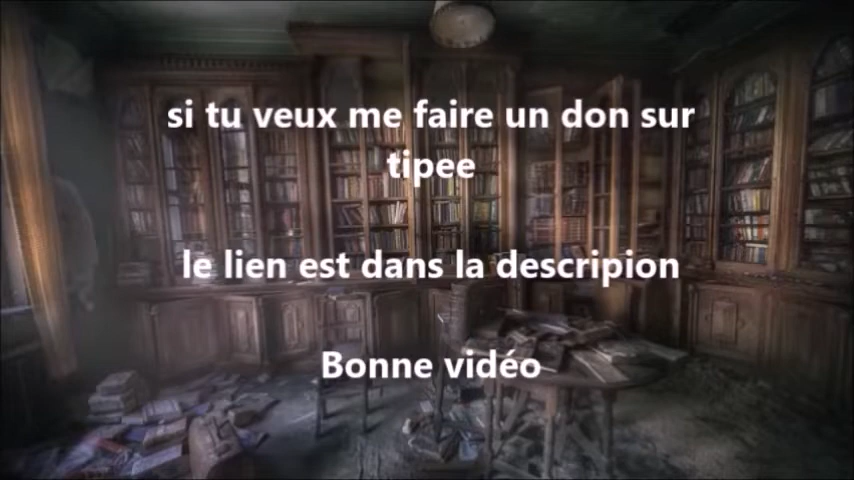 si tu veux me faire un don sur
tipee
le lien est dans la descripion
Bonne vidéo